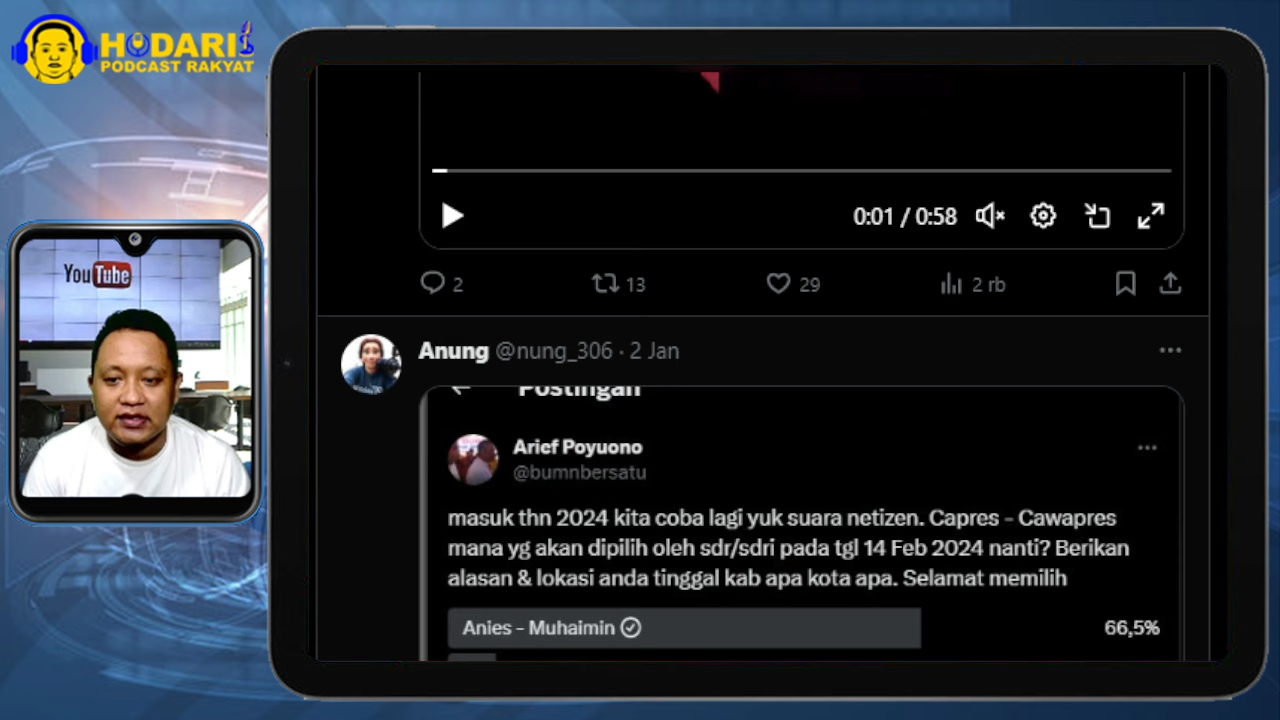 HUDARI
PODCAST RAKYAT
YouTube
0:01 / 0:58
2
13
29
2 rb
Anung @nung_306 · 2 Jan
Postingan
Arief Poyuono
@bumnbersatu
masuk thn 2024 kita coba lagi yuk suara netizen. Capres - Cawapres
mana yg akan dipilih oleh sdr/sdri pada tgl 14 Feb 2024 nanti? Berikan
alasan & lokasi anda tinggal kab apa kota apa. Selamat memilih
Anies - Muhaimin 66,5%